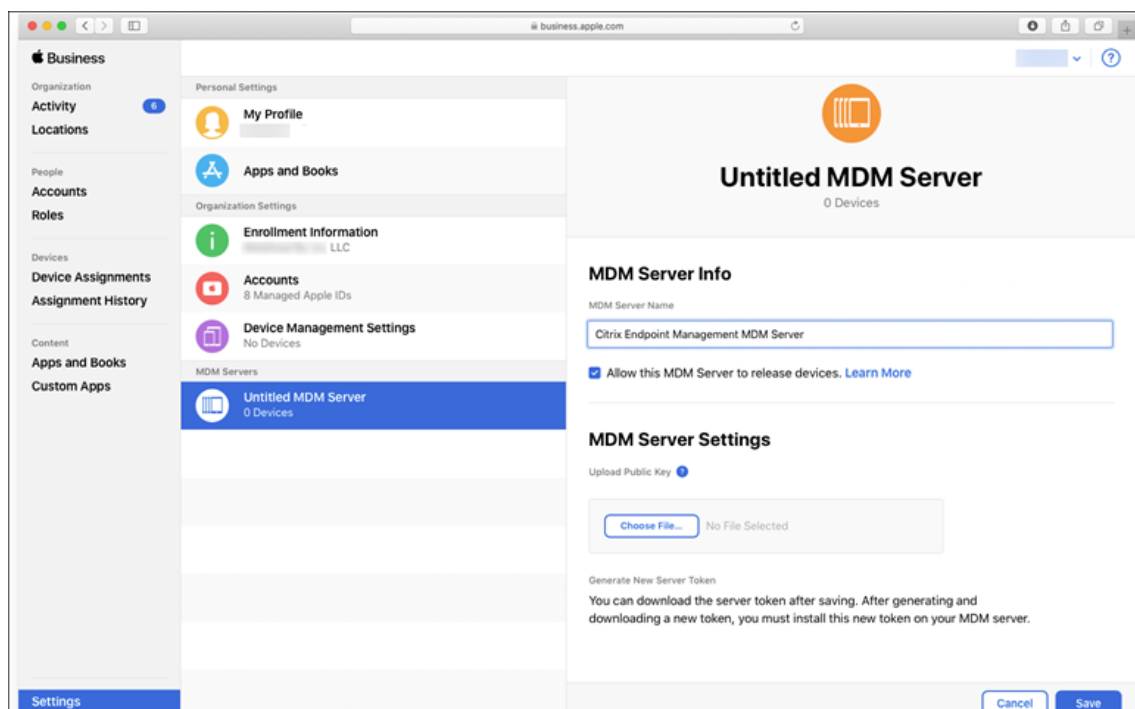 business.apple.com
Business
Organization
Activity
6
Locations
People
Accounts
Roles
Devices
Device Assignments
Assignment History
Content
Apps and Books
Custom Apps
Settings
Personal Settings
My Profile
Apps and Books
Organization Settings
Enrollment Information
LLC
Accounts
8 Managed Apple IDs
Device Management Settings
No Devices
MDM Servers
Untitled MDM Server
0 Devices
Untitled MDM Server
0 Devices
MDM Server Info
MDM Server Name
Citrix Endpoint Management MDM Server
Allow this MDM Server to release devices. Learn More
MDM Server Settings
Upload Public Key ?
Choose File... No File Selected
Generate New Server Token
You can download the server token after saving. After generating and
downloading a new token, you must install this new token on your MDM server.
Cancel Save